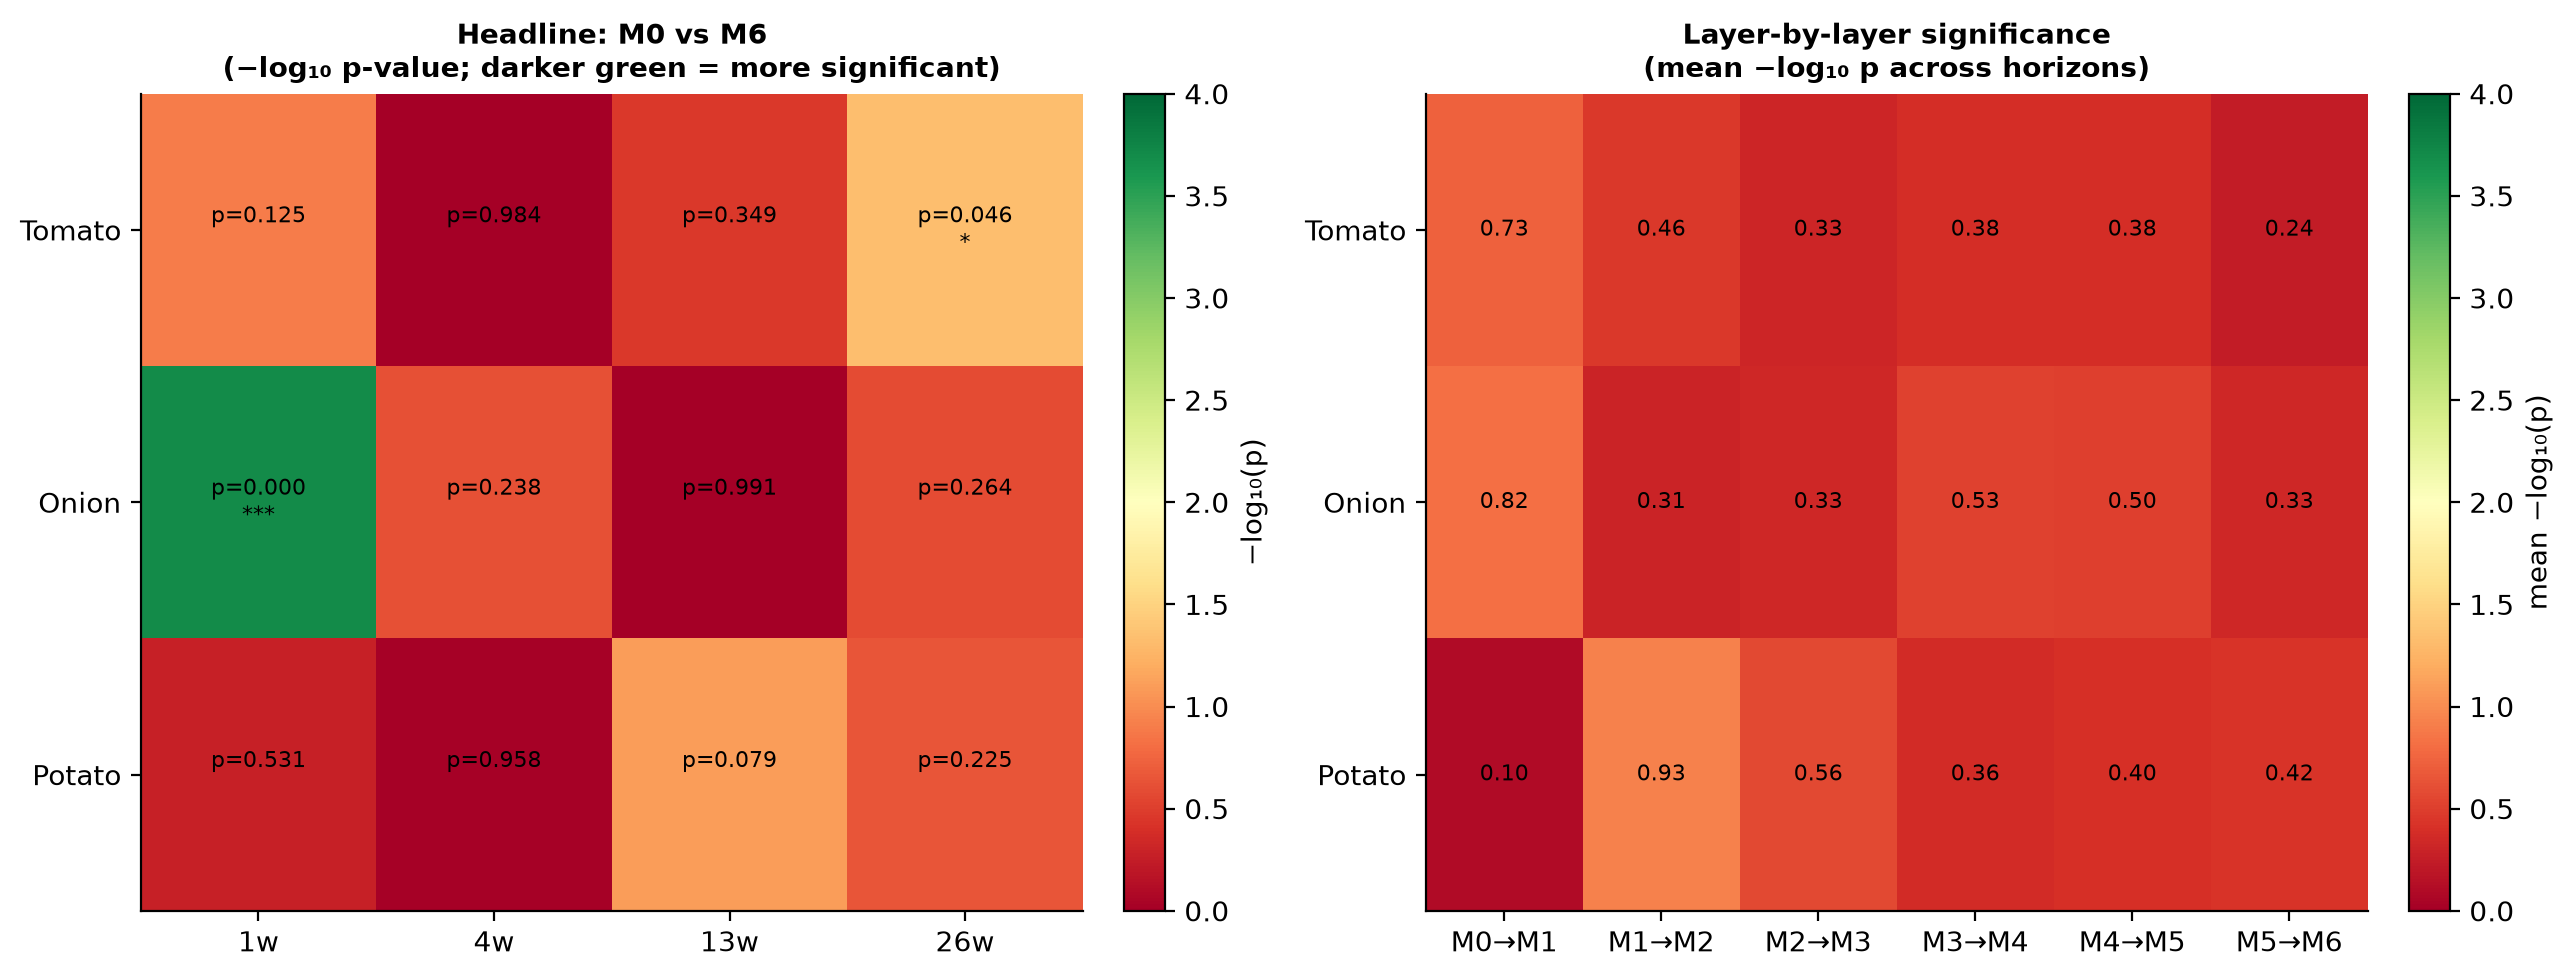 Headline: M0 vs M6
(−log₁₀ p-value; darker green = more significant)
Tomato
p=0.125
p=0.984
p=0.349
p=0.046
*
Onion
p=0.000
***
p=0.238
p=0.991
p=0.264
Potato
p=0.531
p=0.958
p=0.079
p=0.225
1w
4w
13w
26w
4.0
3.5
3.0
2.5
2.0
1.5
1.0
0.5
0.0
−log₁₀(p)
Layer-by-layer significance
(mean −log₁₀ p across horizons)
Tomato
0.73
0.46
0.33
0.38
0.38
0.24
Onion
0.82
0.31
0.33
0.53
0.50
0.33
Potato
0.10
0.93
0.56
0.36
0.40
0.42
M0→M1
M1→M2
M2→M3
M3→M4
M4→M5
M5→M6
4.0
3.5
3.0
2.5
2.0
1.5
1.0
0.5
0.0
mean −log₁₀(p)